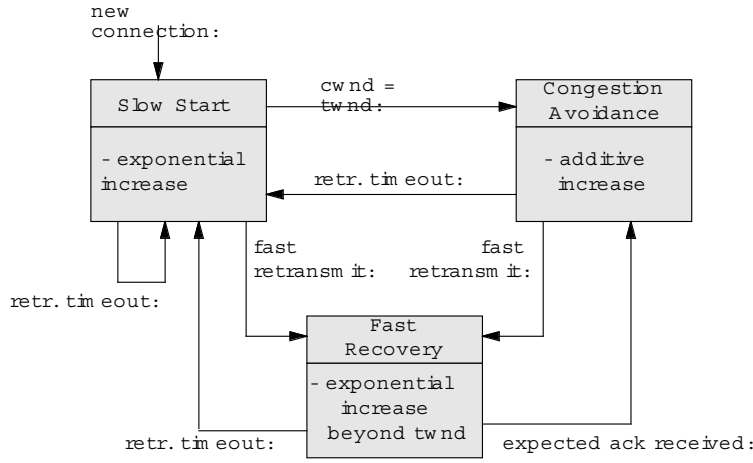 new
connection:
Slow Start
- exponential
increase
cwnd =
twnd:
Congestion
Avoidance
- additive
increase
retr. timeout:
retr. timeout:
fast
retransmit:
fast
retransmit:
Fast
Recovery
- exponential
increase
beyond twnd
retr. timeout:
expected ack received: